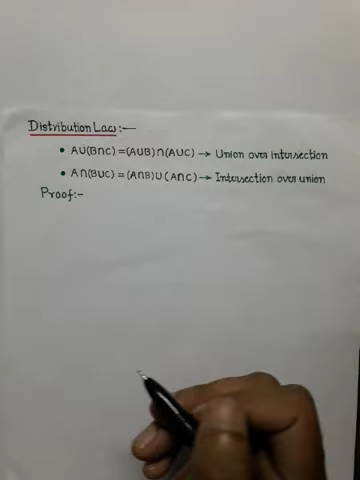 Distribution Law:-
• A∪(B∩C) = (A∪B)∩(A∪C) → Union over intersection
• A∩(B∪C) = (A∩B)∪(A∩C) → Intersection over union
Proof:-